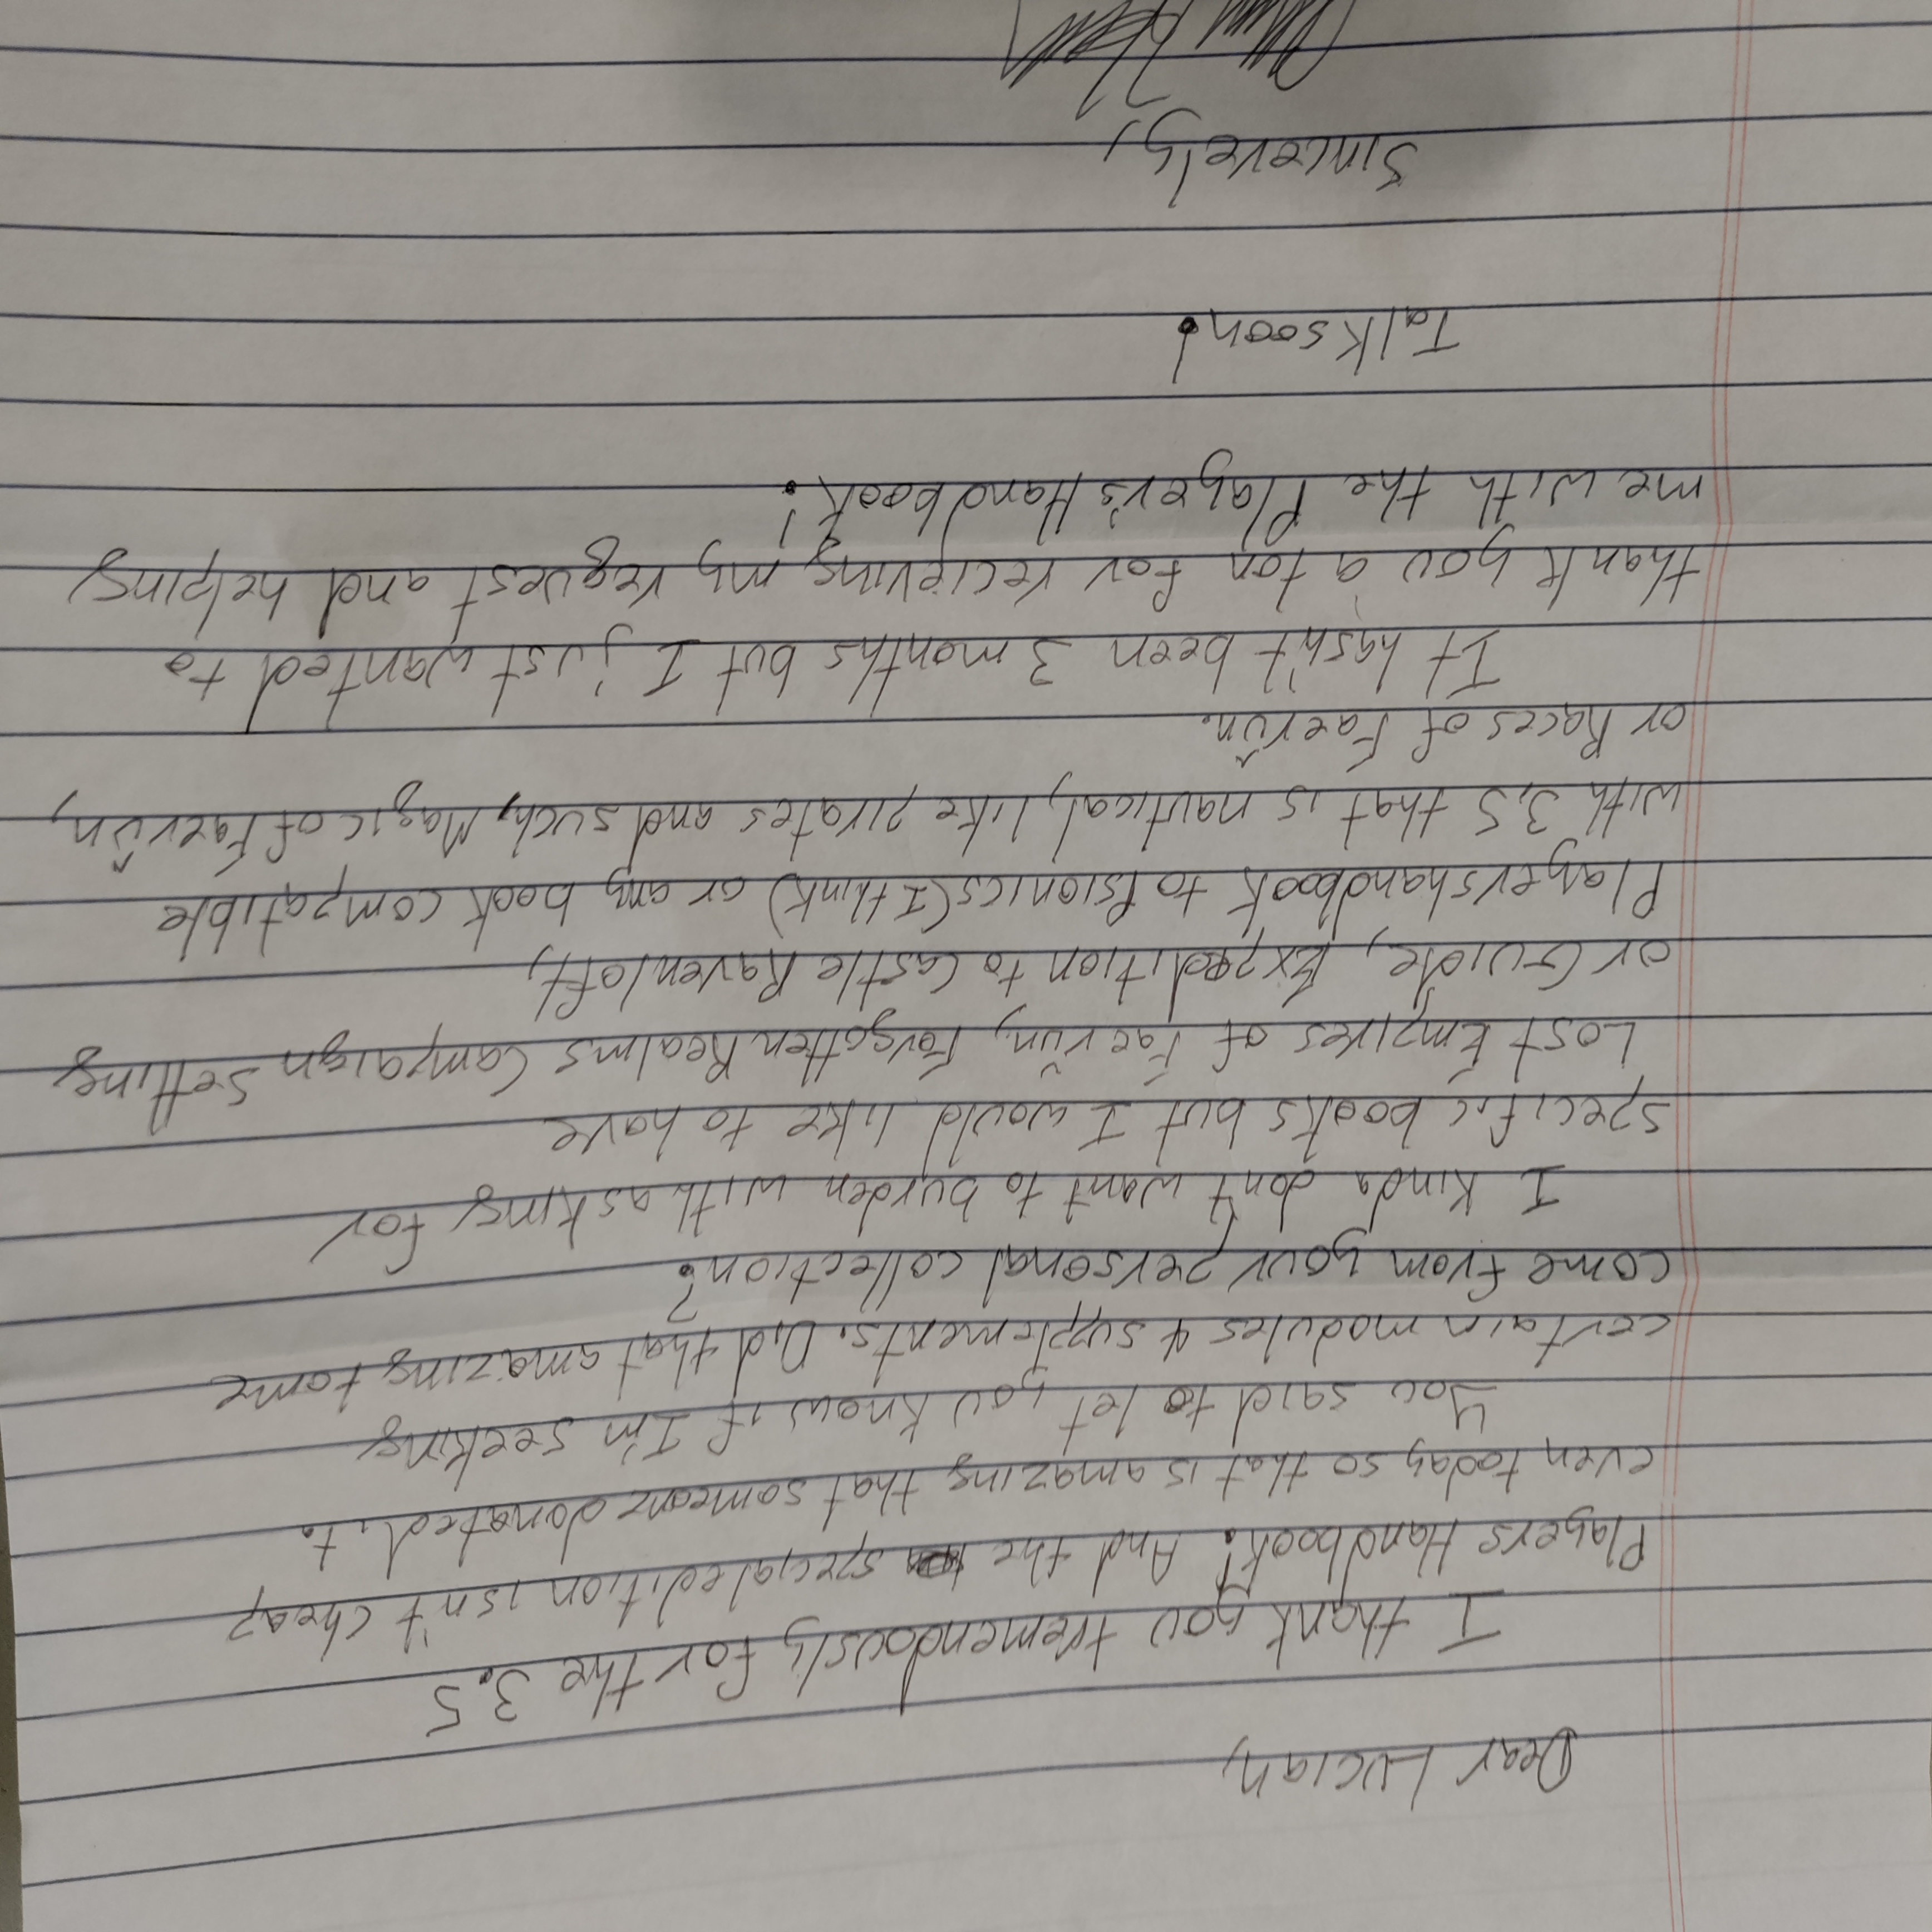 Dear Lucian,
I thank you tremendously for the 3.5
Players Handbook! And the special edition isn't cheap
even today so that is amazing that someone donated it.
You said to let you know if I'm seeking
certain modules & supplements. Did that amazing tome
come from your personal collection?
I kinda don't want to burden with asking for
specific books but I would like to have
Lost Empires of Faerŭn, Forgotten Realms Campaign Setting
or Guide, Expedition to Castle Ravenloft,
Players handbook to Psionics (I think) or any book compatible
with 3.5 that is nautical, like pirates and such, Magic of Faerûn,
or Races of Faerûn.
It hasn't been 3 months but I just wanted to
thank you a ton for recieving my request and helping
me with the Player's Handbook!
Talk soon!
Sincerely,